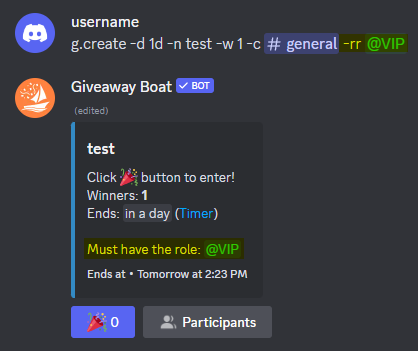 username
g.create -d 1d -n test -w 1 -c # general -rr @VIP
Giveaway Boat ✓ BOT
(edited)
test
Click 🎉 button to enter!
Winners: 1
Ends: in a day (Timer)
Must have the role: @VIP
Ends at • Tomorrow at 2:23 PM
🎉 0 Participants